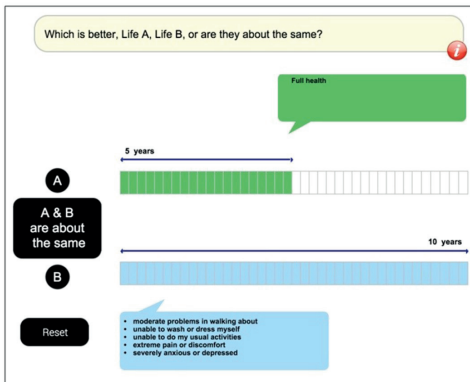 Which is better, Life A, Life B, or are they about the same?
i
Full health
5 years
A
A & B
are about
the same
10 years
B
Reset
• moderate problems in walking about
• unable to wash or dress myself
• unable to do my usual activities
• extreme pain or discomfort
• severely anxious or depressed